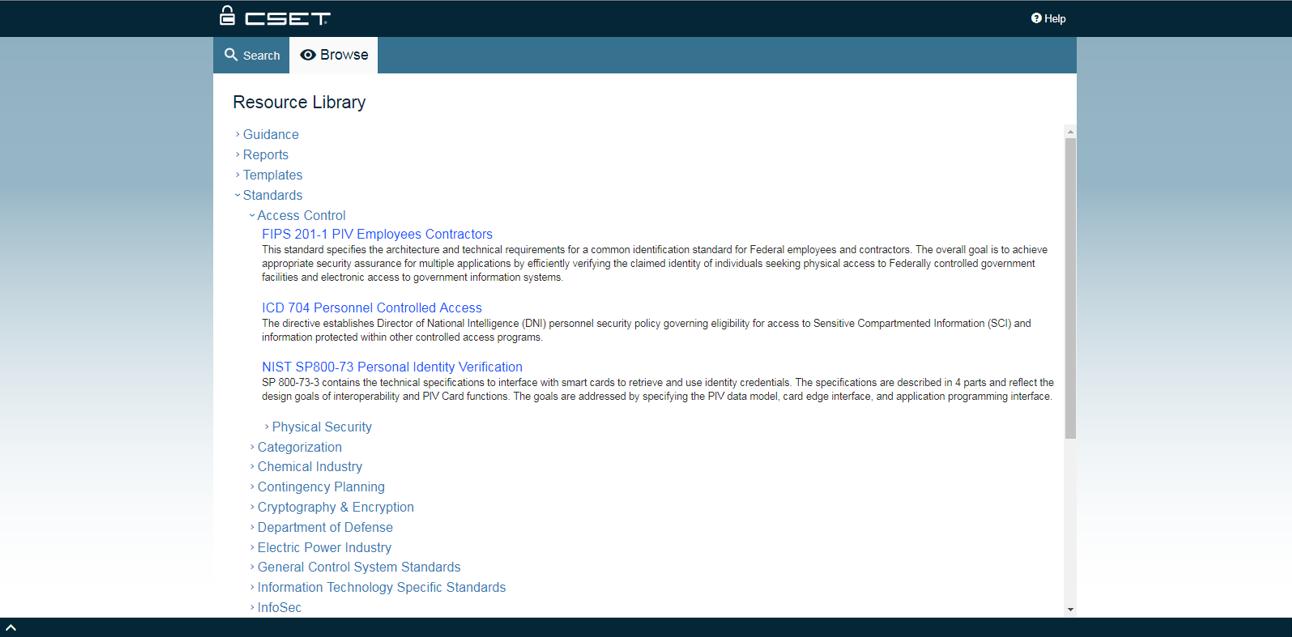 CSET
Help
Search
Browse
Resource Library
Guidance
Reports
Templates
Standards
Access Control
FIPS 201-1 PIV Employees Contractors
This standard specifies the architecture and technical requirements for a common identification standard for Federal employees and contractors. The overall goal is to achieve
appropriate security assurance for multiple applications by efficiently verifying the claimed identity of individuals seeking physical access to Federally controlled government
facilities and electronic access to government information systems.
ICD 704 Personnel Controlled Access
The directive establishes Director of National Intelligence (DNI) personnel security policy governing eligibility for access to Sensitive Compartmented Information (SCI) and
information protected within other controlled access programs.
NIST SP800-73 Personal Identity Verification
SP 800-73-3 contains the technical specifications to interface with smart cards to retrieve and use identity credentials. The specifications are described in 4 parts and reflect the
design goals of interoperability and PIV Card functions. The goals are addressed by specifying the PIV data model, card edge interface, and application programming interface.
Physical Security
Categorization
Chemical Industry
Contingency Planning
Cryptography & Encryption
Department of Defense
Electric Power Industry
General Control System Standards
Information Technology Specific Standards
InfoSec